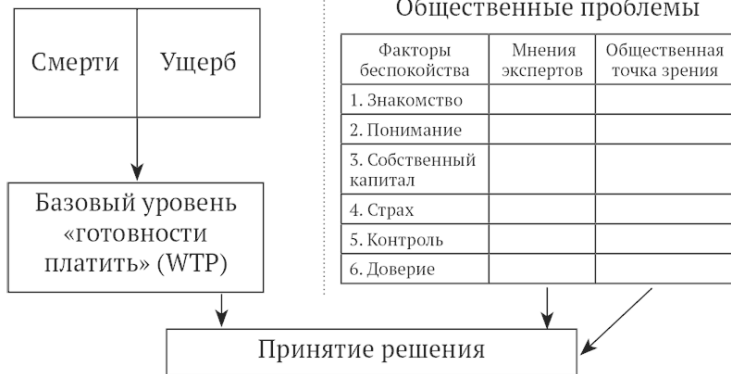 Общественные проблемы
Смерти
Ущерб
Факторы
беспокойства
Мнения
экспертов
Общественная
точка зрения
1. Знакомство
2. Понимание
3. Собственный
капитал
4. Страх
5. Контроль
6. Доверие
Базовый уровень
«готовности
платить» (WTP)
Принятие решения